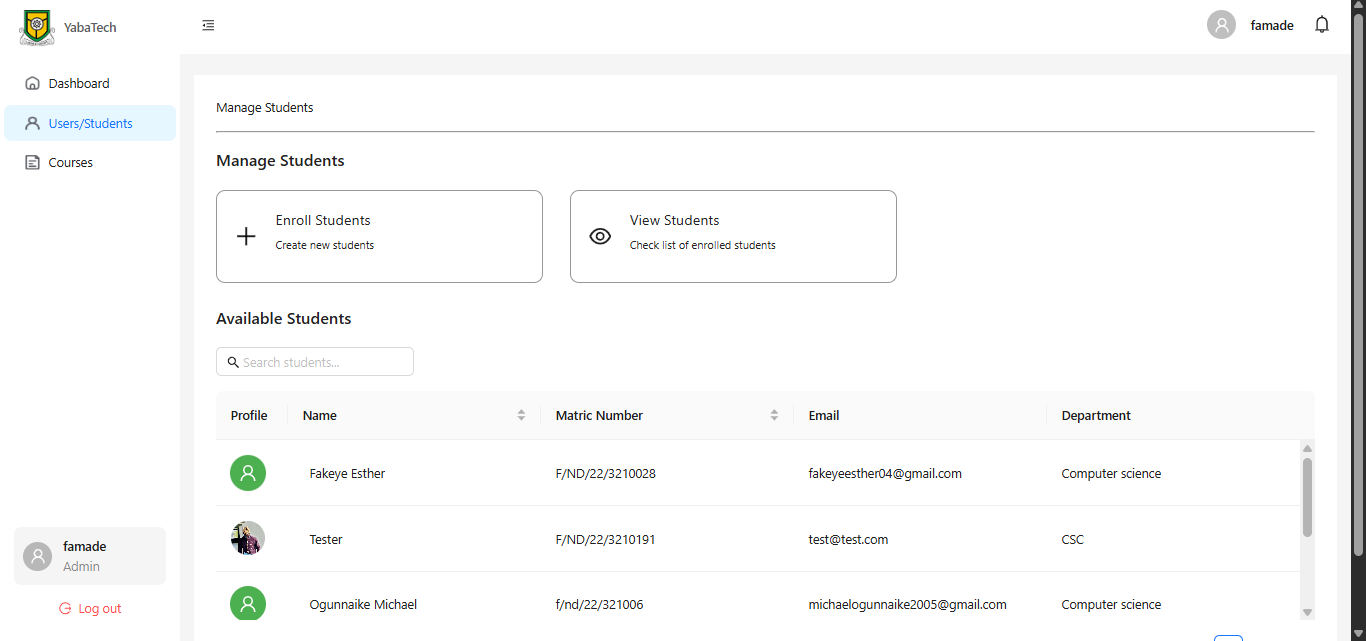 YabaTech
famade
Dashboard
Users/Students
Courses
Manage Students
Manage Students
Enroll Students
Create new students
View Students
Check list of enrolled students
Available Students
Search students...
Profile Name Matric Number Email Department
Fakeye Esther F/ND/22/3210028 fakeyeesther04@gmail.com Computer science
Tester F/ND/22/3210191 test@test.com CSC
Ogunnaike Michael f/nd/22/321006 michaelogunnaike2005@gmail.com Computer science
famade
Admin
Log out